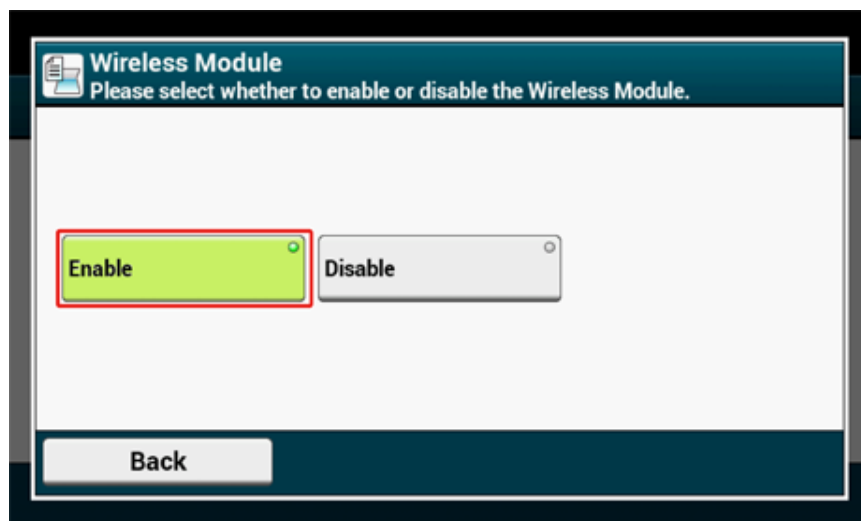 Wireless Module
Please select whether to enable or disable the Wireless Module.
Enable
Disable
Back